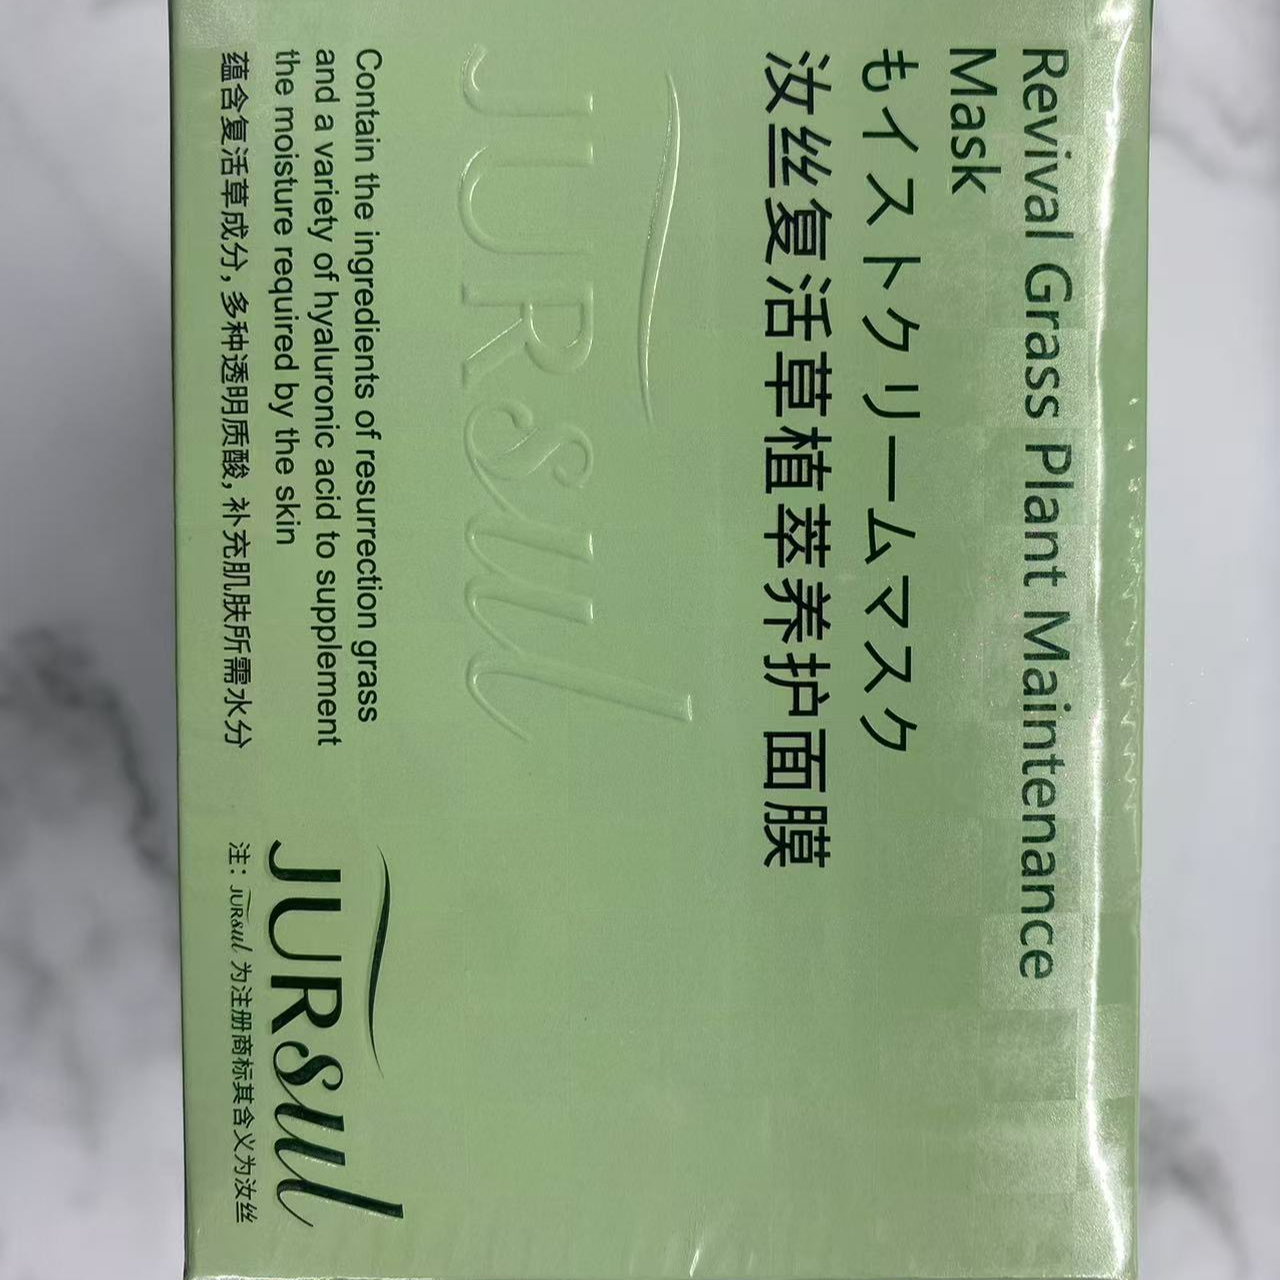 Revival Grass Plant Maintenance
Mask
もイストクリームマスク
汝丝复活草植萃养护面膜
JURSUL
Contain the ingredients of resurrection grass
and a variety of hyaluronic acid to supplement
the moisture required by the skin
蕴含复活草成分，多种透明质酸，补充肌肤所需水分
JURSUL
注：JURSUL 为注册商标其含义为汝丝